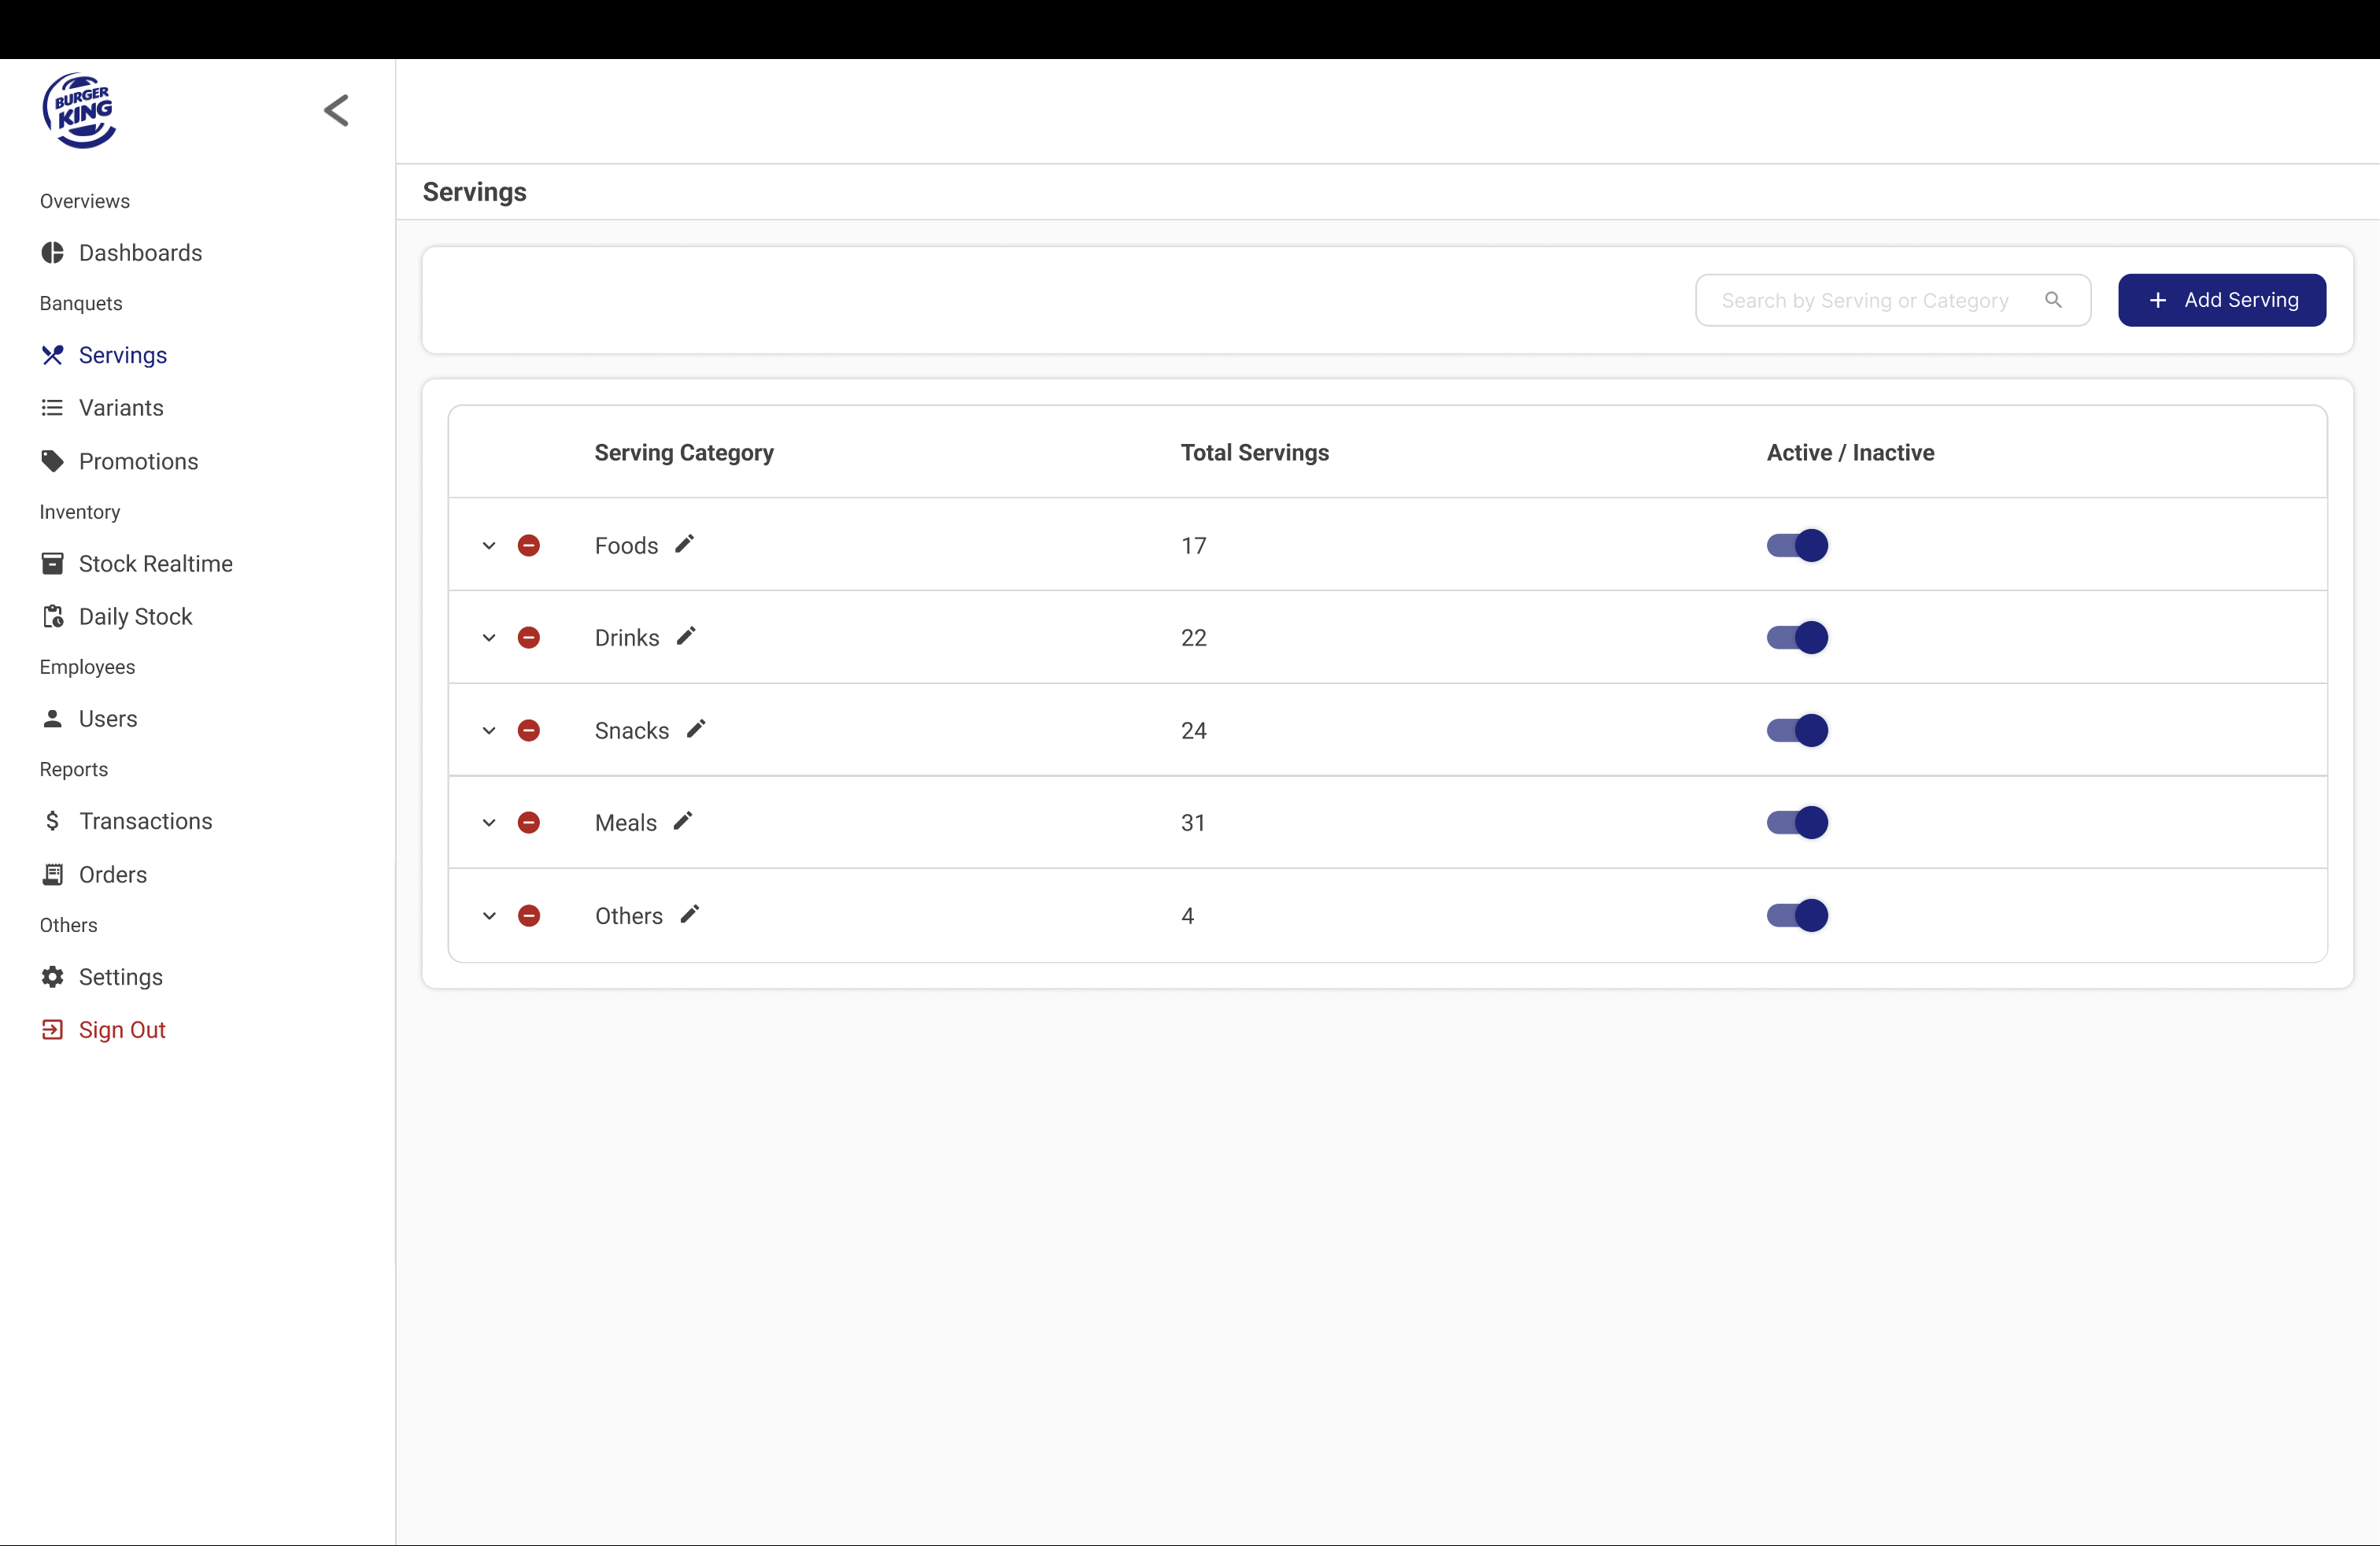 BURGER
KING
Overviews
Dashboards
Banquets
Servings
Variants
Promotions
Inventory
Stock Realtime
Daily Stock
Employees
Users
Reports
Transactions
Orders
Others
Settings
Sign Out
Servings
Search by Serving or Category
+ Add Serving
Serving Category Total Servings Active / Inactive
Foods 17
Drinks 22
Snacks 24
Meals 31
Others 4